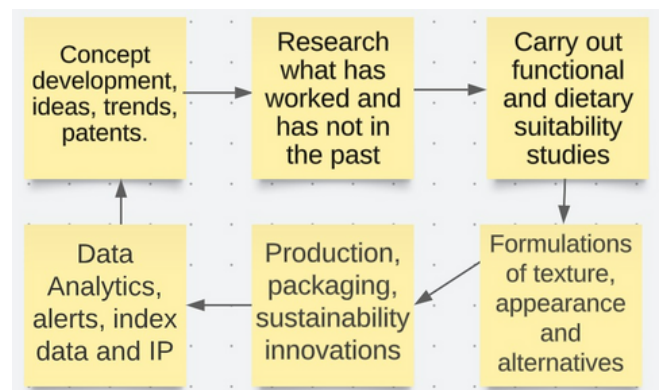 Concept
development,
ideas, trends,
patents.
Research
what has
worked and
has not in
the past
Carry out
functional
and dietary
suitability
studies
Formulations
of texture,
appearance
and
alternatives
Production,
packaging,
sustainability
innovations
Data
Analytics,
alerts, index
data and IP